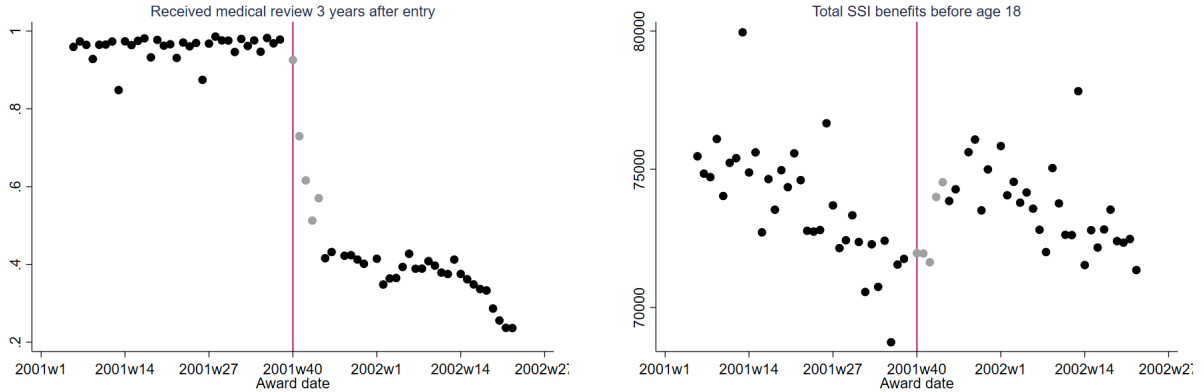 Received medical review 3 years after entry
1
.8
.6
.4
.2
2001w1
2001w14
2001w27
2001w40
2002w1
2002w14
2002w27
Award date
Total SSI benefits before age 18
80000
75000
70000
2001w1
2001w14
2001w27
2001w40
2002w1
2002w14
2002w27
Award date